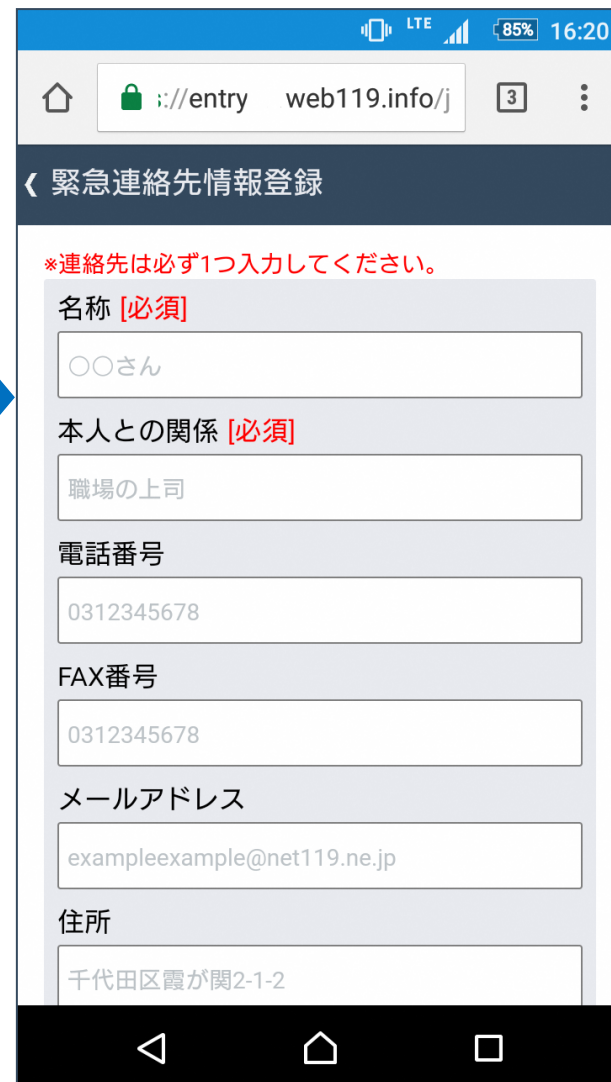 LTE 85% 16:20
://entry web119.info/j 3
緊急連絡先情報登録
※連絡先は必ず1つ入力してください。
名称 [必須]
〇〇さん
本人との関係 [必須]
職場の上司
電話番号
0312345678
FAX番号
0312345678
メールアドレス
exampleexample@net119.ne.jp
住所
千代田区霞が関2-1-2